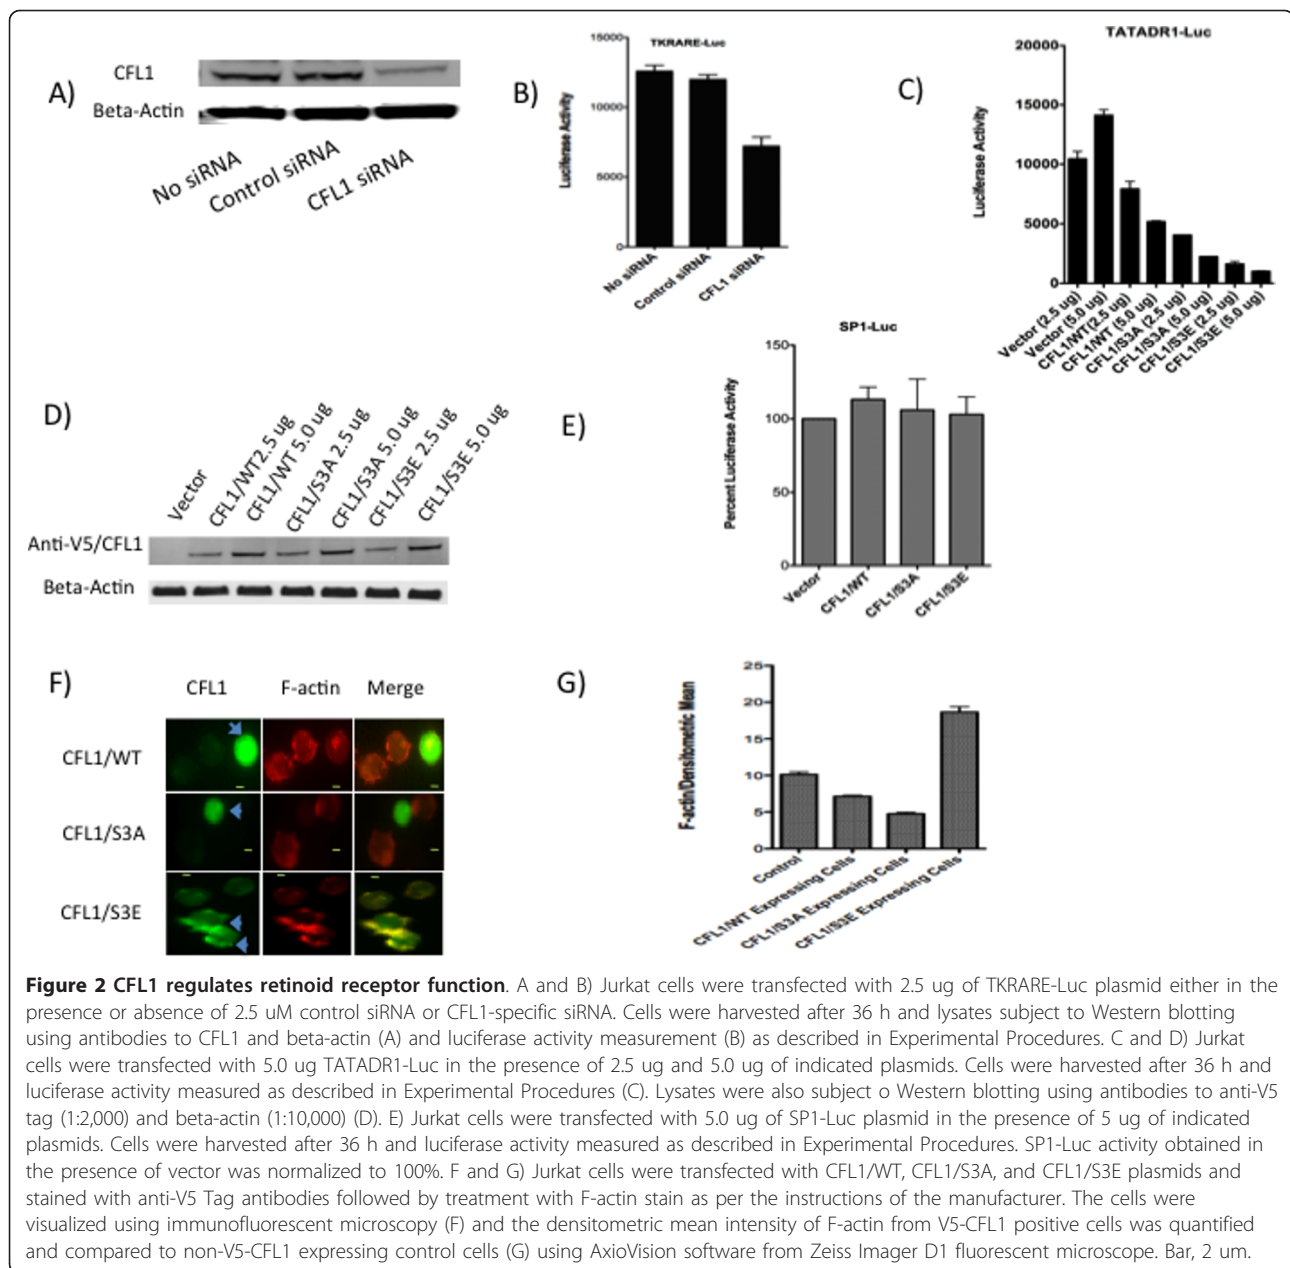 A)
CFL1
Beta-Actin
No siRNA
Control siRNA
CFL1 siRNA
B)
TKRARE-Luc
Luciferase Activity
15000
10000
5000
0
No siRNA
Control siRNA
CFL1 siRNA
C)
TATADR1-Luc
Luciferase Activity
20000
15000
10000
5000
0
Vector (2.5 ug)
Vector (5.0 ug)
CFL1/WT(2.5 ug)
CFL1/WT (5.0 ug)
CFL1/S3A (2.5 ug)
CFL1/S3A (5.0 ug)
CFL1/S3E (2.5 ug)
CFL1/S3E (5.0 ug)
D)
Vector
CFL1/WT2.5 ug
CFL1/WT 5.0 ug
CFL1/S3A 2.5 ug
CFL1/S3A 5.0 ug
CFL1/S3E 2.5 ug
CFL1/S3E 5.0 ug
Anti-V5/CFL1
Beta-Actin
E)
SP1-Luc
Percent Luciferase Activity
150
100
50
0
Vector
CFL1/WT
CFL1/S3A
CFL1/S3E
F)
CFL1
F-actin
Merge
CFL1/WT
CFL1/S3A
CFL1/S3E
G)
F-actin/Densitometric Mean
25
20
15
10
5
0
Control
CFL1/WT Expressing Cells
CFL1/S3A Expressing Cells
CFL1/S3E Expressing Cells
Figure 2 CFL1 regulates retinoid receptor function. A and B) Jurkat cells were transfected with 2.5 ug of TKRARE-Luc plasmid either in the
presence or absence of 2.5 uM control siRNA or CFL1-specific siRNA. Cells were harvested after 36 h and lysates subject to Western blotting
using antibodies to CFL1 and beta-actin (A) and luciferase activity measurement (B) as described in Experimental Procedures. C and D) Jurkat
cells were transfected with 5.0 ug TATADR1-Luc in the presence of 2.5 ug and 5.0 ug of indicated plasmids. Cells were harvested after 36 h and
luciferase activity measured as described in Experimental Procedures (C). Lysates were also subject o Western blotting using antibodies to anti-V5
tag (1:2,000) and beta-actin (1:10,000) (D). E) Jurkat cells were transfected with 5.0 ug of SP1-Luc plasmid in the presence of 5 ug of indicated
plasmids. Cells were harvested after 36 h and luciferase activity measured as described in Experimental Procedures. SP1-Luc activity obtained in
the presence of vector was normalized to 100%. F and G) Jurkat cells were transfected with CFL1/WT, CFL1/S3A, and CFL1/S3E plasmids and
stained with anti-V5 Tag antibodies followed by treatment with F-actin stain as per the instructions of the manufacturer. The cells were
visualized using immunofluorescent microscopy (F) and the densitometric mean intensity of F-actin from V5-CFL1 positive cells was quantified
and compared to non-V5-CFL1 expressing control cells (G) using AxioVision software from Zeiss Imager D1 fluorescent microscope. Bar, 2 um.